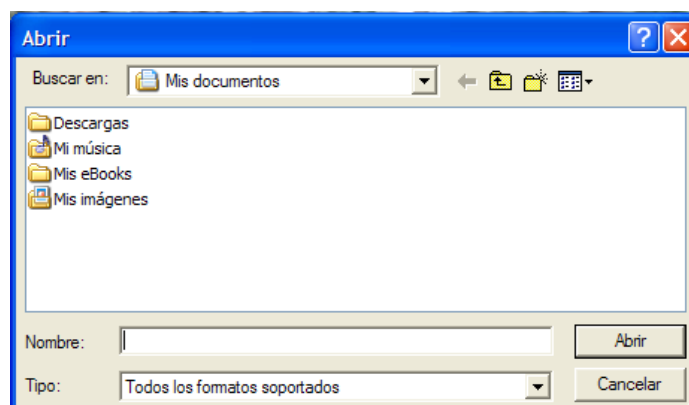 Abrir
Buscar en: Mis documentos
Descargas
Mi música
Mis eBooks
Mis imágenes
Nombre: Abrir
Tipo: Todos los formatos soportados Cancelar